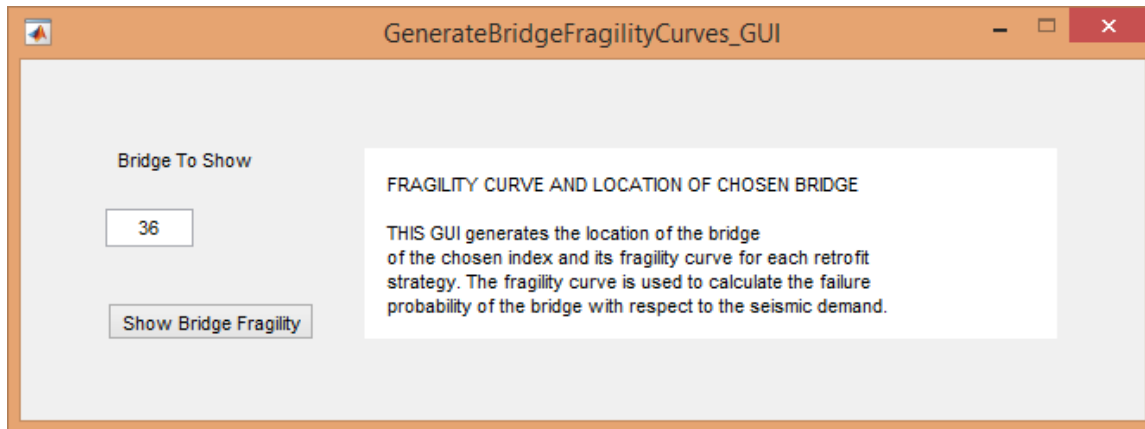 GenerateBridgeFragilityCurves_GUI
Bridge To Show
36
Show Bridge Fragility
FRAGILITY CURVE AND LOCATION OF CHOSEN BRIDGE
THIS GUI generates the location of the bridge
of the chosen index and its fragility curve for each retrofit
strategy. The fragility curve is used to calculate the failure
probability of the bridge with respect to the seismic demand.